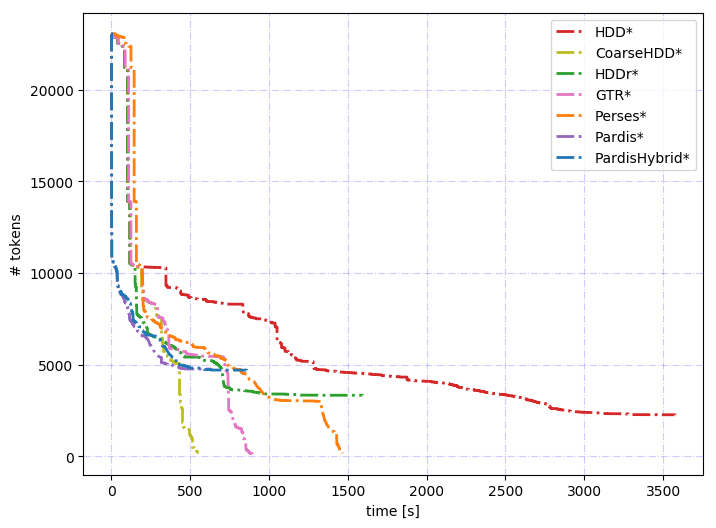 HDD*
CoarseHDD*
HDDr*
GTR*
Perses*
Pardis*
PardisHybrid*
# tokens
20000
15000
10000
5000
0
0 500 1000 1500 2000 2500 3000 3500
time [s]